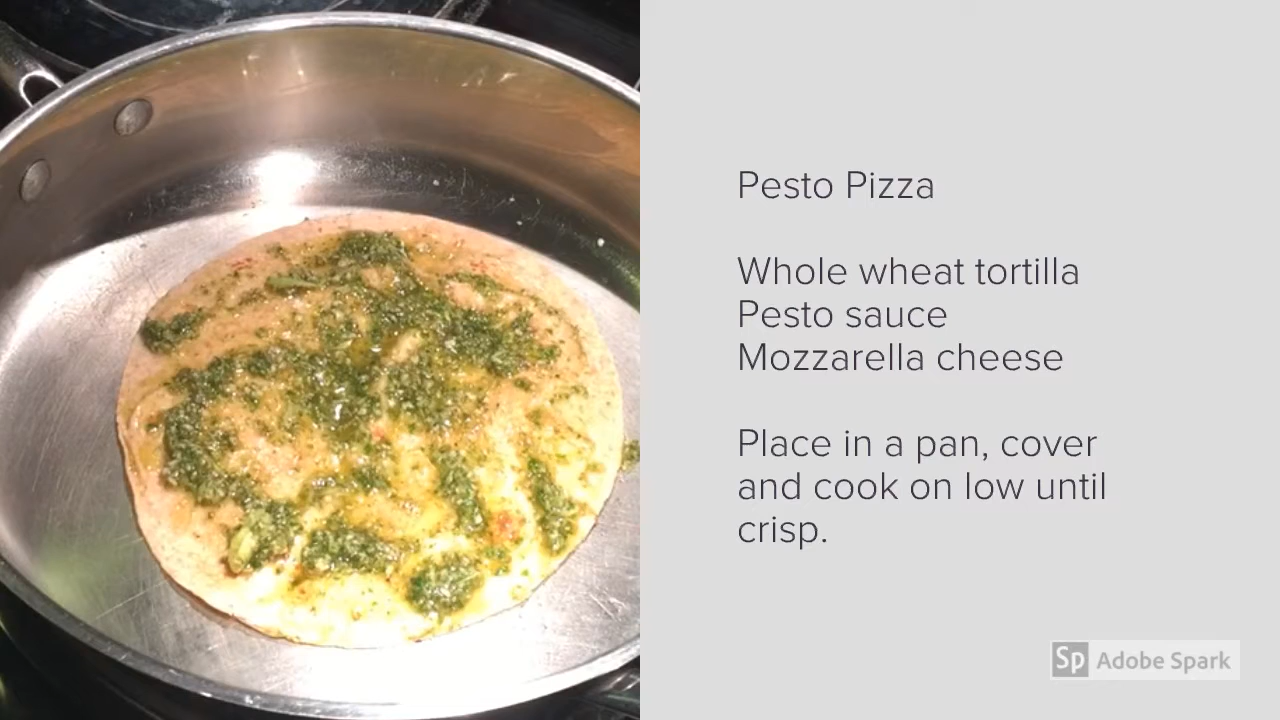 Pesto Pizza
Whole wheat tortilla
Pesto sauce
Mozzarella cheese
Place in a pan, cover
and cook on low until
crisp.
Sp Adobe Spark